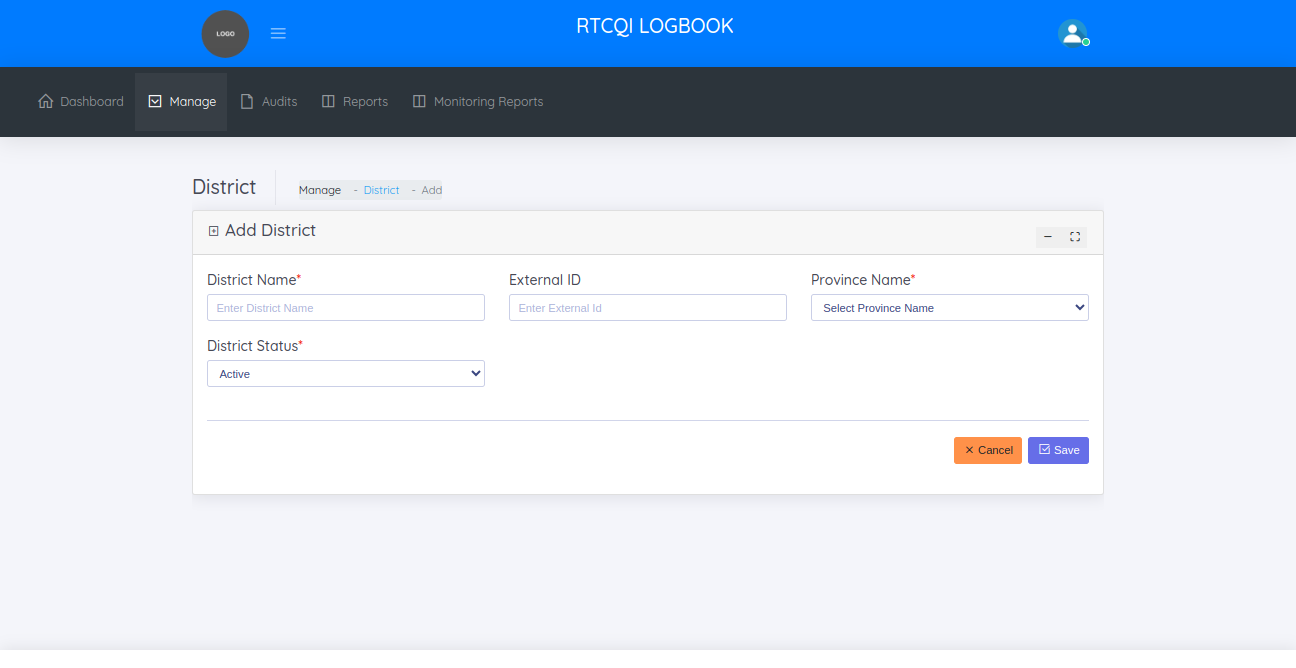 LOGO
RTCQI LOGBOOK
Dashboard Manage Audits Reports Monitoring Reports
District Manage - District - Add
Add District
District Name* External ID Province Name*
Enter District Name Enter External Id Select Province Name
District Status*
Active
Cancel Save